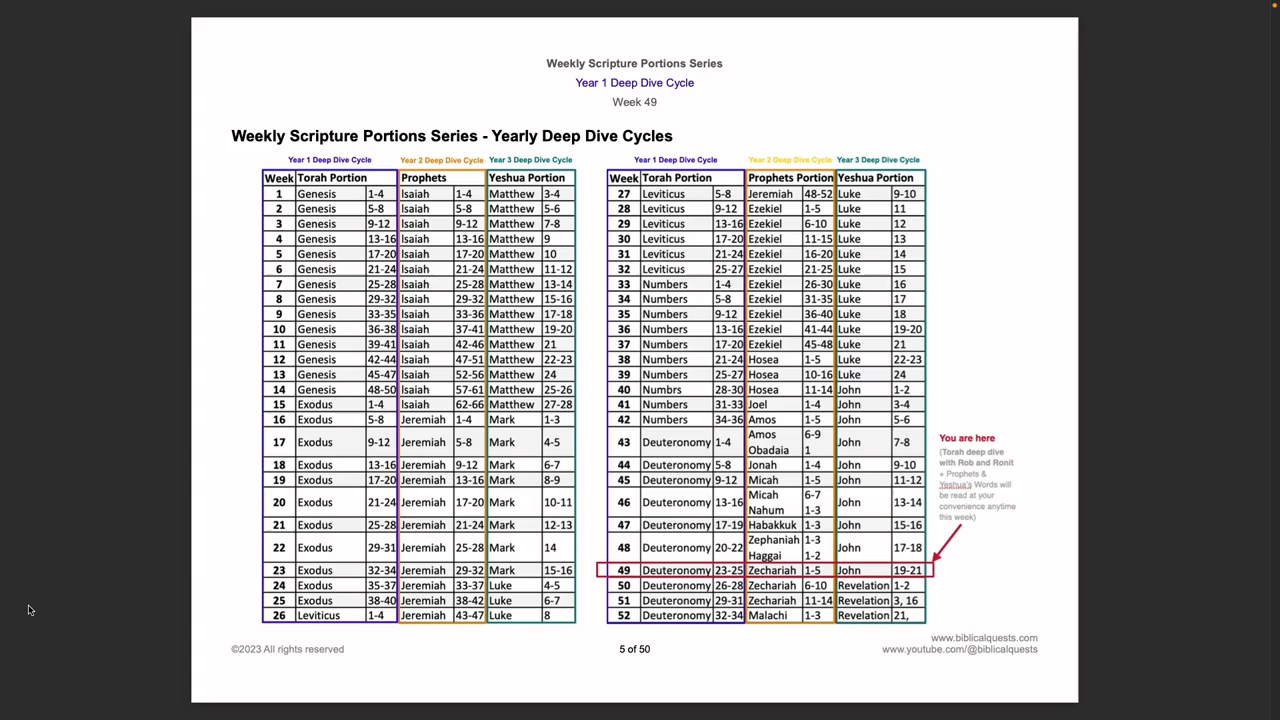 Weekly Scripture Portions Series
Year 1 Deep Dive Cycle
Week 49
Weekly Scripture Portions Series - Yearly Deep Dive Cycles
Year 1 Deep Dive Cycle Year 2 Deep Dive Cycle Year 3 Deep Dive Cycle
Week Torah Portion Prophets Yeshua Portion
1 Genesis 1-4 Isaiah 1-4 Matthew 3-4
2 Genesis 5-8 Isaiah 5-8 Matthew 5-6
3 Genesis 9-12 Isaiah 9-12 Matthew 7-8
4 Genesis 13-16 Isaiah 13-16 Matthew 9
5 Genesis 17-20 Isaiah 17-20 Matthew 10
6 Genesis 21-24 Isaiah 21-24 Matthew 11-12
7 Genesis 25-28 Isaiah 25-28 Matthew 13-14
8 Genesis 29-32 Isaiah 29-32 Matthew 15-16
9 Genesis 33-35 Isaiah 33-36 Matthew 17-18
10 Genesis 36-38 Isaiah 37-41 Matthew 19-20
11 Genesis 39-41 Isaiah 42-46 Matthew 21
12 Genesis 42-44 Isaiah 47-51 Matthew 22-23
13 Genesis 45-47 Isaiah 52-56 Matthew 24
14 Genesis 48-50 Isaiah 57-61 Matthew 25-26
15 Exodus 1-4 Isaiah 62-66 Matthew 27-28
16 Exodus 5-8 Jeremiah 1-4 Mark 1-3
17 Exodus 9-12 Jeremiah 5-8 Mark 4-5
18 Exodus 13-16 Jeremiah 9-12 Mark 6-7
19 Exodus 17-20 Jeremiah 13-16 Mark 8-9
20 Exodus 21-24 Jeremiah 17-20 Mark 10-11
21 Exodus 25-28 Jeremiah 21-24 Mark 12-13
22 Exodus 29-31 Jeremiah 25-28 Mark 14
23 Exodus 32-34 Jeremiah 29-32 Mark 15-16
24 Exodus 35-37 Jeremiah 33-37 Luke 4-5
25 Exodus 38-40 Jeremiah 38-42 Luke 6-7
26 Leviticus 1-4 Jeremiah 43-47 Luke 8
Year 1 Deep Dive Cycle Year 2 Deep Dive Cycle Year 3 Deep Dive Cycle
Week Torah Portion Prophets Portion Yeshua Portion
27 Leviticus 5-8 Jeremiah 48-52 Luke 9-10
28 Leviticus 9-12 Ezekiel 1-5 Luke 11
29 Leviticus 13-16 Ezekiel 6-10 Luke 12
30 Leviticus 17-20 Ezekiel 11-15 Luke 13
31 Leviticus 21-24 Ezekiel 16-20 Luke 14
32 Leviticus 25-27 Ezekiel 21-25 Luke 15
33 Numbers 1-4 Ezekiel 26-30 Luke 16
34 Numbers 5-8 Ezekiel 31-35 Luke 17
35 Numbers 9-12 Ezekiel 36-40 Luke 18
36 Numbers 13-16 Ezekiel 41-44 Luke 19-20
37 Numbers 17-20 Ezekiel 45-48 Luke 21
38 Numbers 21-24 Hosea 1-5 Luke 22-23
39 Numbers 25-27 Hosea 10-16 Luke 24
40 Numbrs 28-30 Hosea 11-14 John 1-2
41 Numbers 31-33 Joel 1-4 John 3-4
42 Numbers 34-36 Amos 1-5 John 5-6
43 Deuteronomy 1-4 Amos 6-9 John 7-8
Obadaia 1
44 Deuteronomy 5-8 Jonah 1-4 John 9-10
45 Deuteronomy 9-12 Micah 1-5 John 11-12
46 Deuteronomy 13-16 Micah 6-7 John 13-14
Nahum 1-3
47 Deuteronomy 17-19 Habakkuk 1-3 John 15-16
48 Deuteronomy 20-22 Zephaniah 1-3 John 17-18
Haggai 1-2
49 Deuteronomy 23-25 Zechariah 1-5 John 19-21
50 Deuteronomy 26-28 Zechariah 6-10 Revelation 1-2
51 Deuteronomy 29-31 Zechariah 11-14 Revelation 3, 16
52 Deuteronomy 32-34 Malachi 1-3 Revelation 21,
You are here
(Torah deep dive
with Rob and Ronit
+ Prophets &
Yeshua's Words will
be read at your
convenience anytime
this week)
©2023 All rights reserved
5 of 50
www.biblicalquests.com
www.youtube.com/@biblicalquests